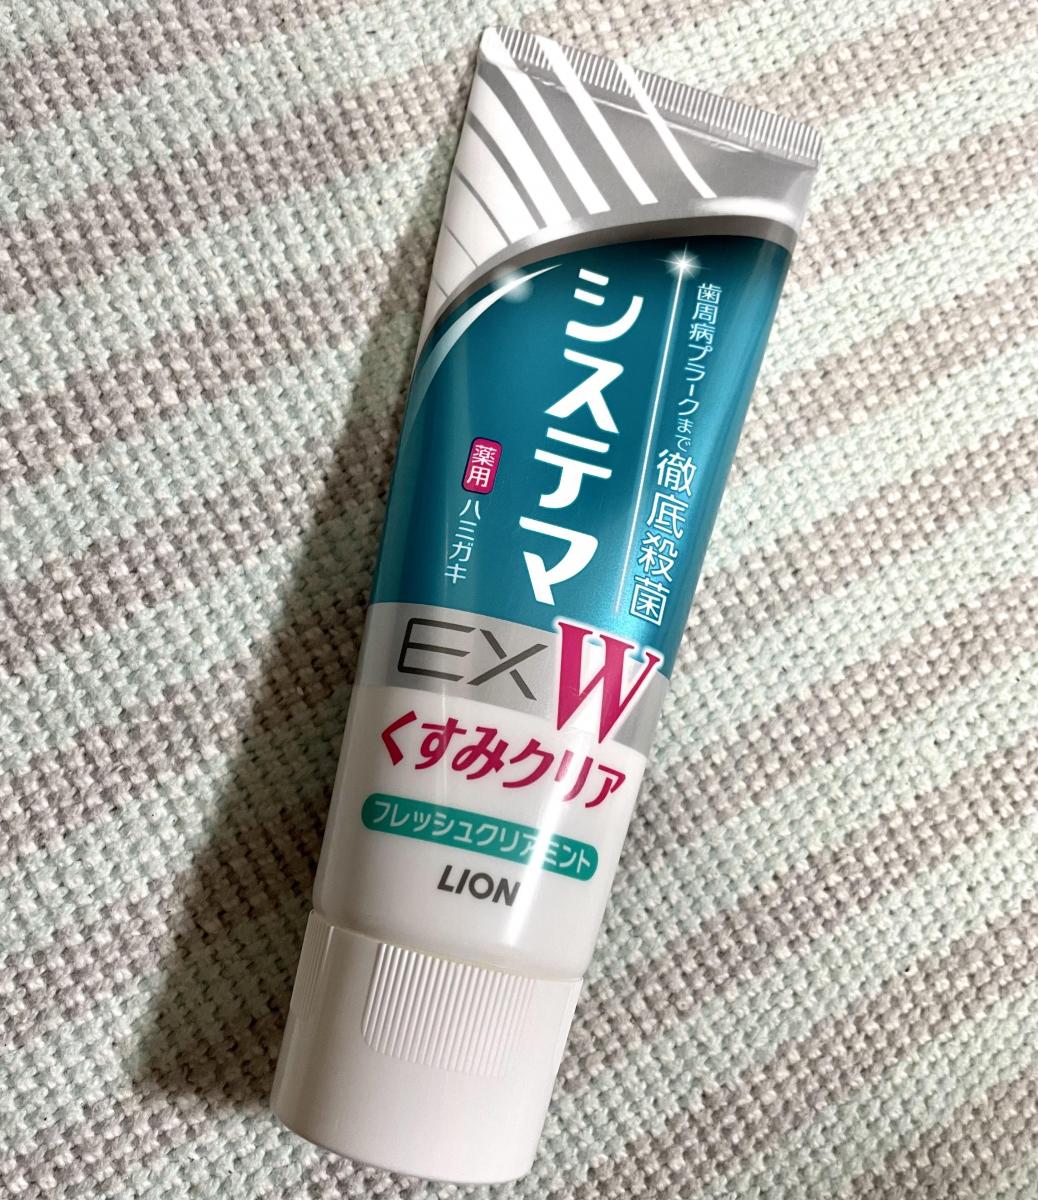 歯周病プラークまで徹底殺菌
システマ
薬用
ハミガキ
EX W
くすみクリア
フレッシュクリアミント
LION